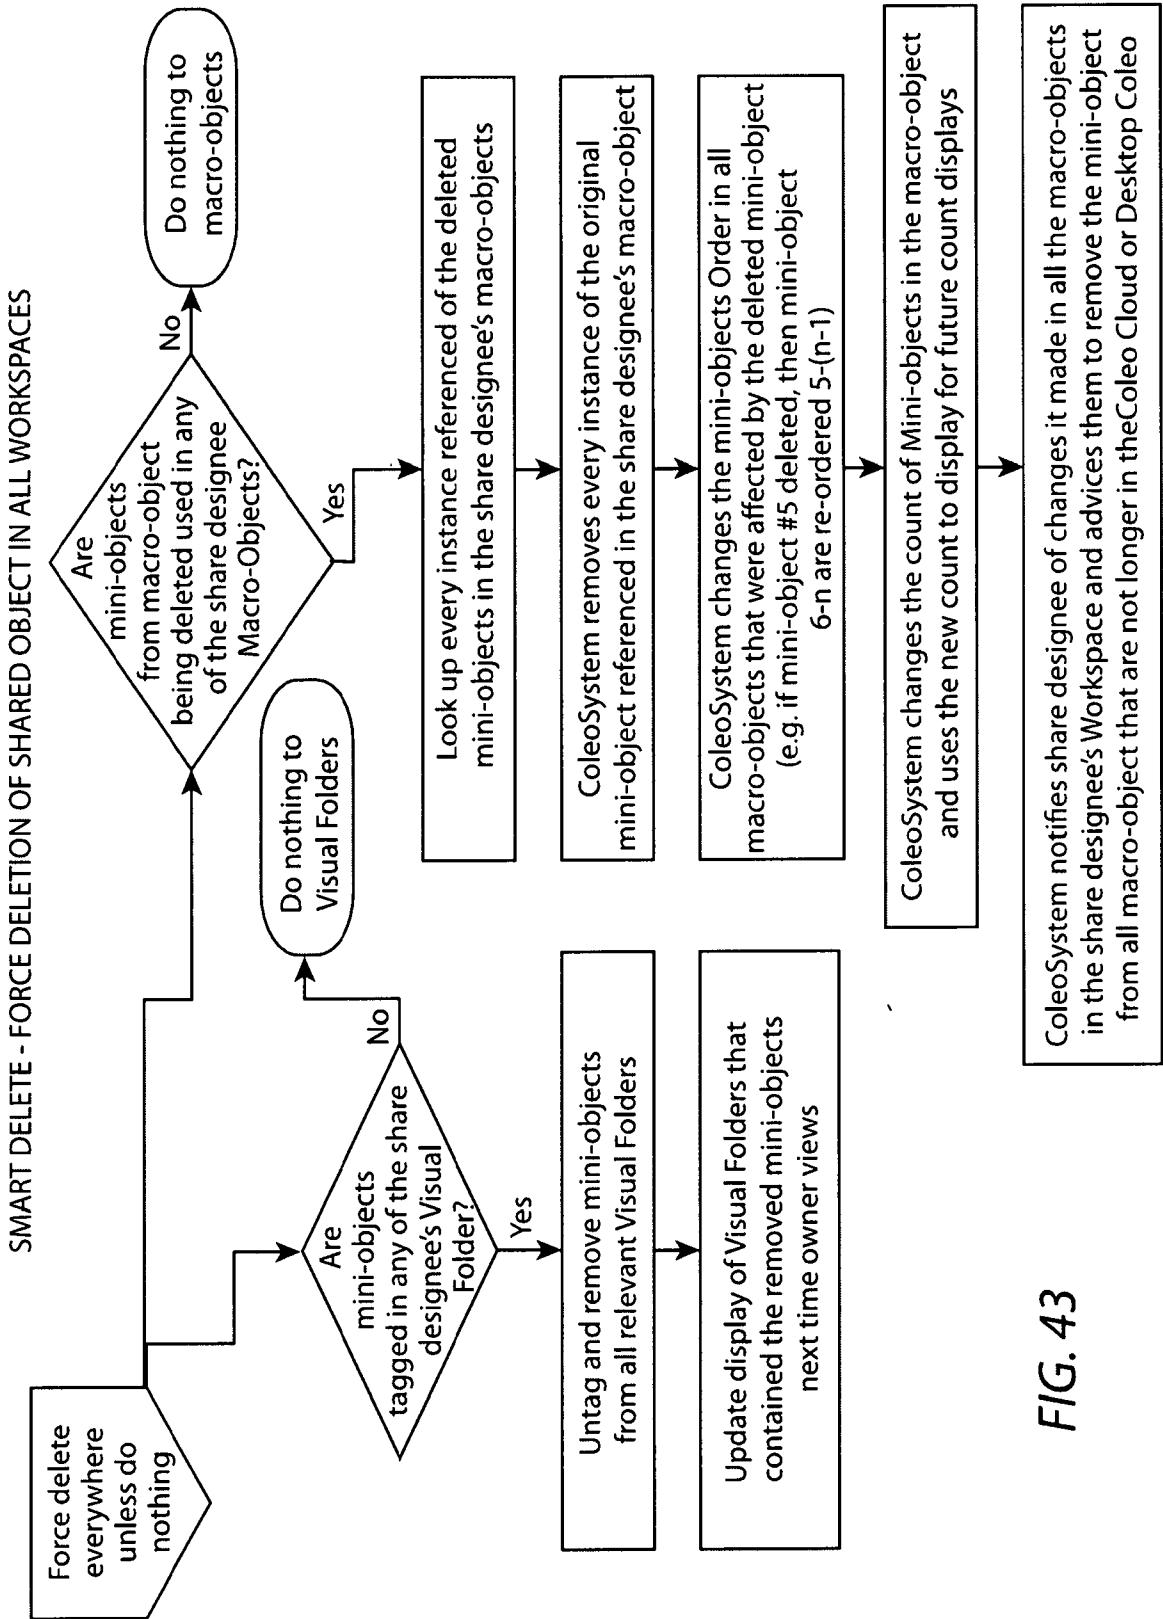 SMART DELETE - FORCE DELETION OF SHARED OBJECT IN ALL WORKSPACES
Force delete
everywhere
unless do
nothing
Are
mini-objects
tagged in any of the share
designee's Visual
Folder?
No
Do nothing to
Visual Folders
Yes
Untag and remove mini-objects
from all relevant Visual Folders
Update display of Visual Folders that
contained the removed mini-objects
next time owner views
Are
mini-objects
from macro-object
being deleted used in any
of the share designee
Macro-Objects?
No
Do nothing to
macro-objects
Yes
Look up every instance referenced of the deleted
mini-objects in the share designee's macro-objects
ColeoSystem removes every instance of the original
mini-object referenced in the share designee's macro-object
ColeoSystem changes the mini-objects Order in all
macro-objects that were affected by the deleted mini-object
(e.g. if mini-object #5 deleted, then mini-object
6-n are re-ordered 5-(n-1)
ColeoSystem changes the count of Mini-objects in the macro-object
and uses the new count to display for future count displays
ColeoSystem notifies share designee of changes it made in all the macro-objects
in the share designee's Workspace and advices them to remove the mini-object
from all macro-object that are not longer in theColeo Cloud or Desktop Coleo
FIG. 43